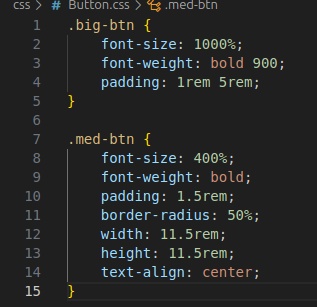 css > # Button.css > .med-btn
1 .big-btn {
2 font-size: 1000%;
3 font-weight: bold 900;
4 padding: 1rem 5rem;
5 }
6
7 .med-btn {
8 font-size: 400%;
9 font-weight: bold;
10 padding: 1.5rem;
11 border-radius: 50%;
12 width: 11.5rem;
13 height: 11.5rem;
14 text-align: center;
15 }